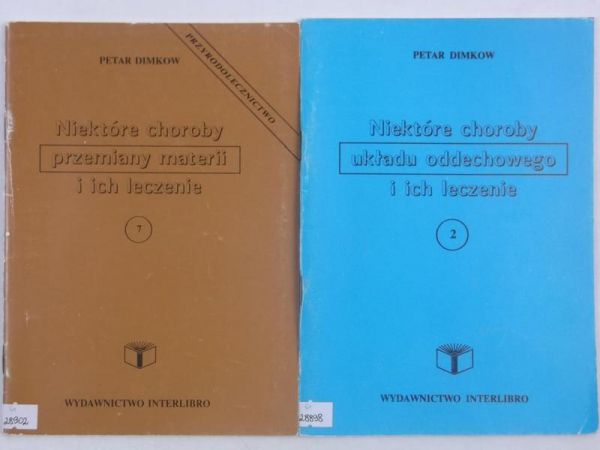 PETAR DIMKOW
PRZYRODOLECZNICTWO
Niektóre choroby
przemiany materii
i ich leczenie
7
WYDAWNICTWO INTERLIBRO
28902
PETAR DIMKOW
Niektóre choroby
układu oddechowego
i ich leczenie
2
WYDAWNICTWO INTERLIBRO
28898